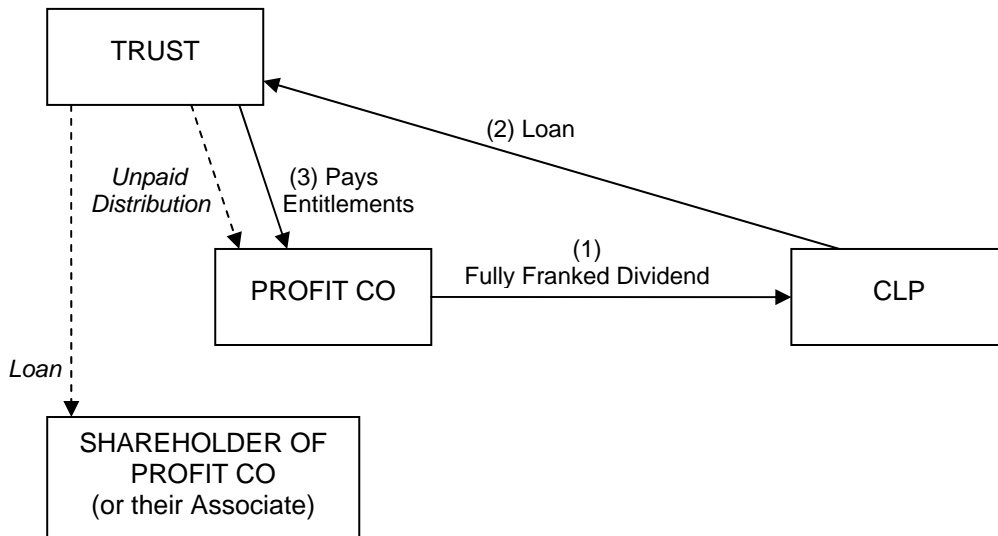 TRUST
(2) Loan
Unpaid
Distribution
(3) Pays
Entitlements
(1)
Fully Franked Dividend
PROFIT CO
CLP
Loan
SHAREHOLDER OF
PROFIT CO
(or their Associate)